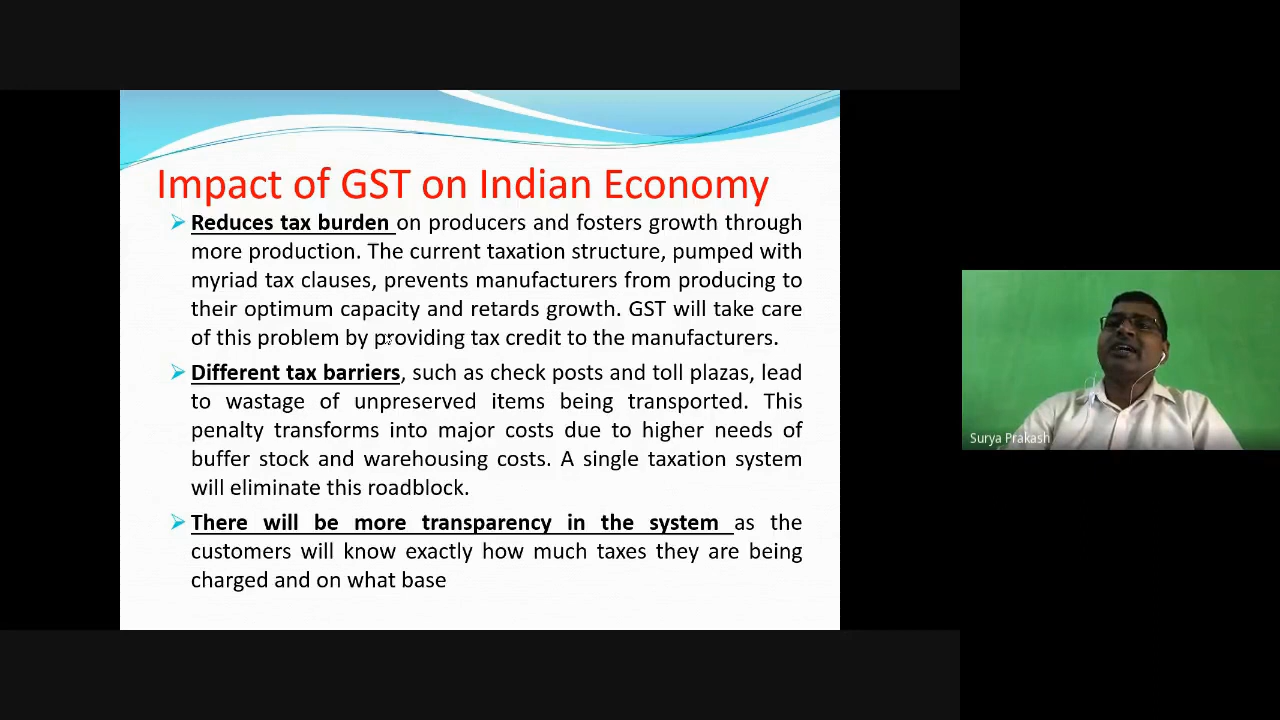 Impact of GST on Indian Economy
Reduces tax burden on producers and fosters growth through
more production. The current taxation structure, pumped with
myriad tax clauses, prevents manufacturers from producing to
their optimum capacity and retards growth. GST will take care
of this problem by providing tax credit to the manufacturers.
Different tax barriers, such as check posts and toll plazas, lead
to wastage of unpreserved items being transported. This
penalty transforms into major costs due to higher needs of
buffer stock and warehousing costs. A single taxation system
will eliminate this roadblock.
There will be more transparency in the system as the
customers will know exactly how much taxes they are being
charged and on what base
Surya Prakash